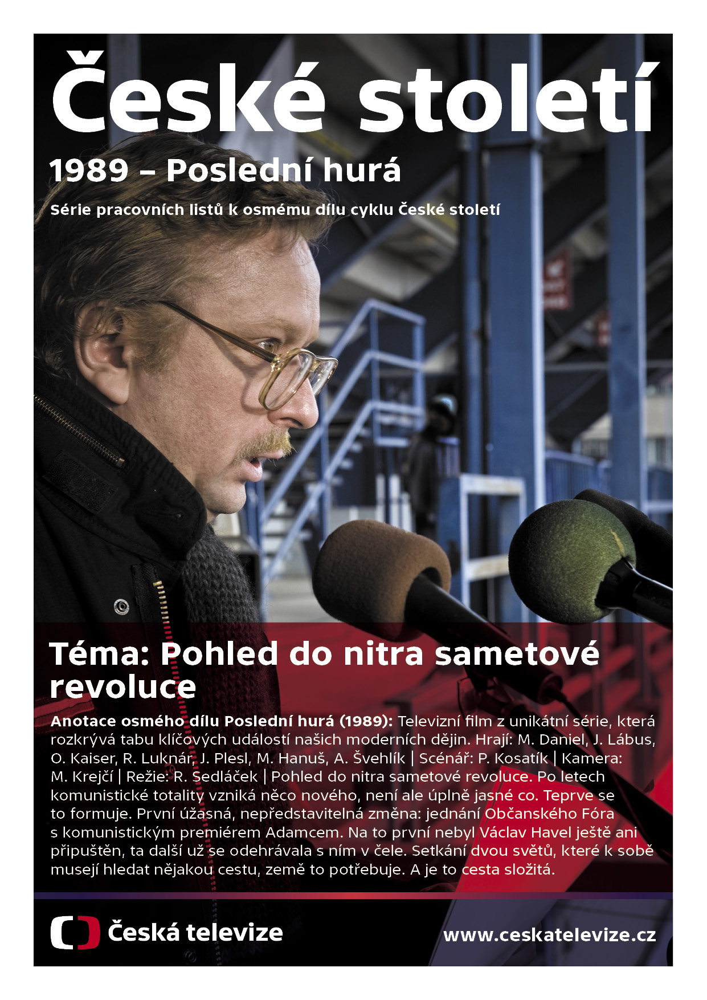 České století
1989 – Poslední hurá
Série pracovních listů k osmému dílu cyklu České století
Téma: Pohled do nitra sametové
revoluce
Anotace osmého dílu Poslední hurá (1989): Televizní film z unikátní série, která
rozkrývá tabu klíčových událostí našich moderních dějin. Hrají: M. Daniel, J. Lábus,
O. Kaiser, R. Luknár, J. Plesl, M. Hanuš, A. Švehlík | Scénář: P. Kosatík | Kamera:
M. Krejčí | Režie: R. Sedláček | Pohled do nitra sametové revoluce. Po letech
komunistické totality vzniká něco nového, není ale úplně jasné co. Teprve se
to formuje. První úžasná, nepředstavitelná změna: jednání Občanského Fóra
s komunistickým premiérem Adamcem. Na to první nebyl Václav Havel ještě ani
připuštěn, ta další už se odehrávala s ním v čele. Setkání dvou světů, které k sobě
musejí hledat nějakou cestu, země to potřebuje. A je to cesta složitá.
Česká televize
www.ceskatelevize.cz